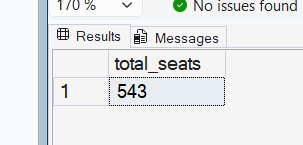 170 %
No issues found
Results
Messages
total_seats
1
543